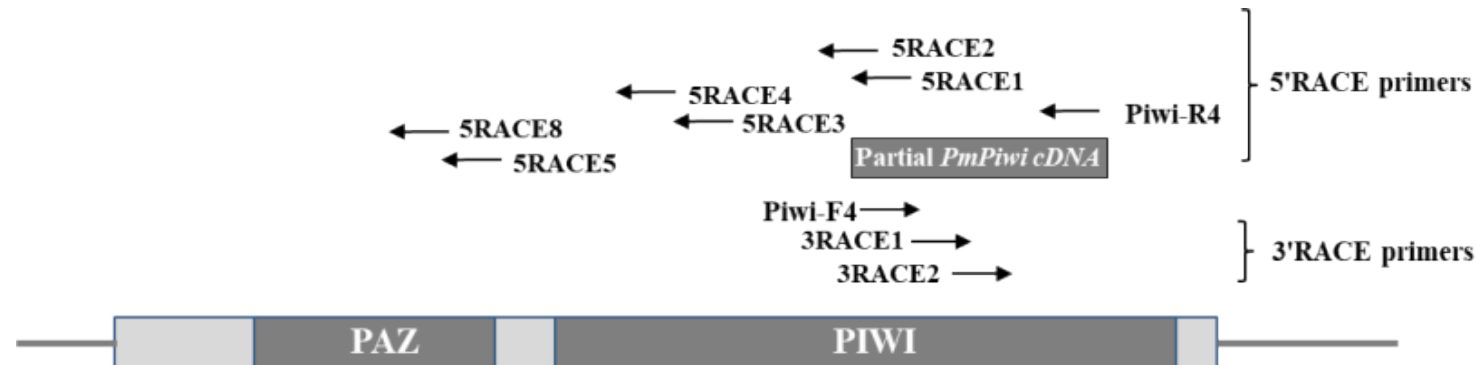 5RACE2
5RACE1
5'RACE primers
5RACE4
Piwi-R4
5RACE3
5RACE8
5RACE5
Partial PmPiwi cDNA
Piwi-F4
3RACE1
3'RACE primers
3RACE2
PAZ
PIWI